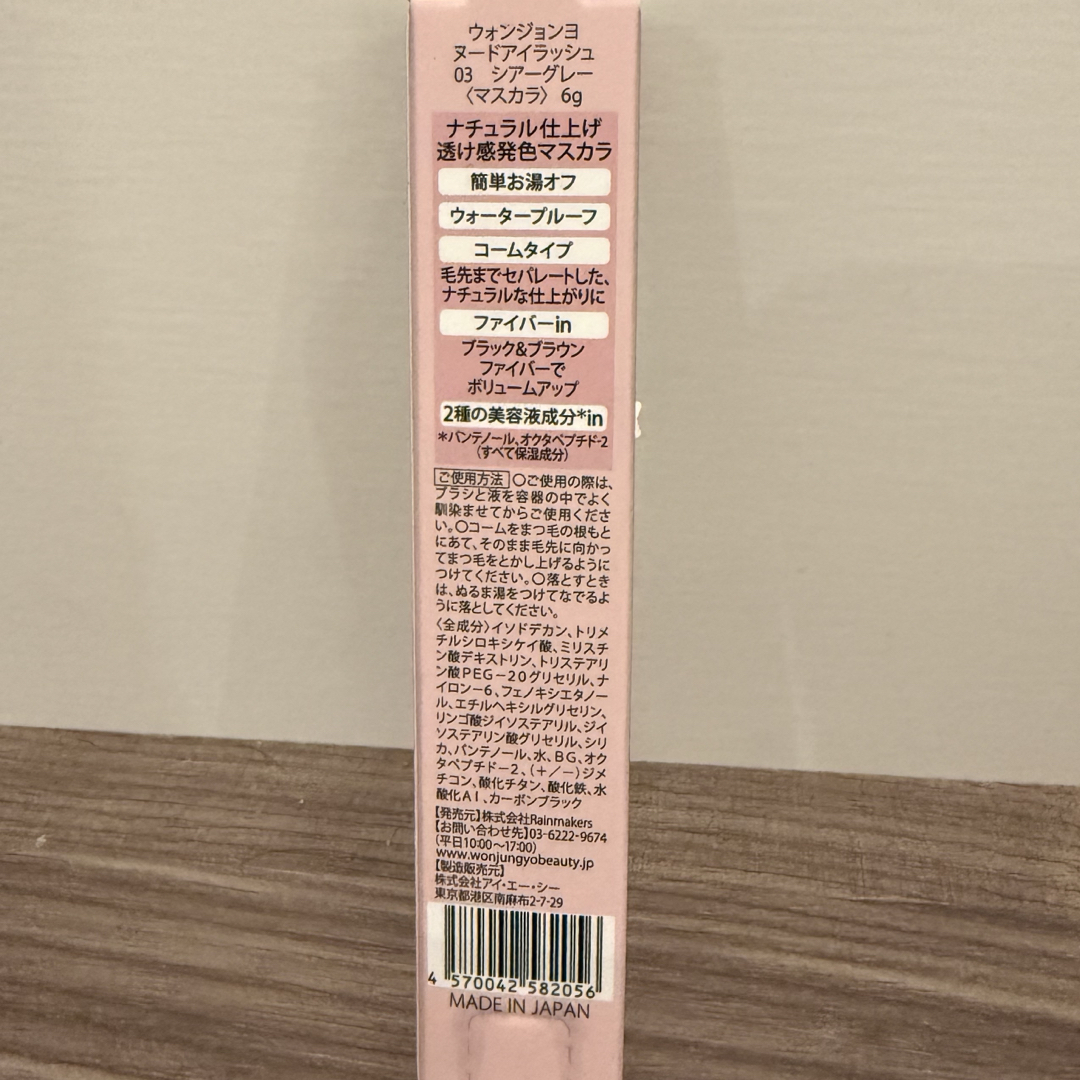 ウォンジョンヨ
ヌードアイラッシュ
03 シアーグレー
〈マスカラ〉 6g
ナチュラル仕上げ
透け感発色マスカラ
簡単お湯オフ
ウォータープルーフ
コームタイプ
毛先までセパレートした、
ナチュラルな仕上がりに
ファイバーin
ブラック&ブラウン
ファイバーで
ボリュームアップ
2種の美容液成分*in
*パンテノール、オクタペプチド-2
(すべて保湿成分)
ご使用方法 〇ご使用の際は、
ブラシと液を容器の中でよく
馴染ませてからご使用くださ
い。〇コームをまつ毛の根もと
にあて、そのまま毛先に向かっ
てまつ毛をとかし上げるように
つけてください。〇落とすとき
は、ぬるま湯をつけてなでるよ
うに落としてください。
〈全成分〉イソドデカン、トリメ
チルシロキシケイ酸、ミリスチ
ン酸デキストリン、トリステアリ
ン酸PEG-20グリセリル、ナ
イロン-6、フェノキシエタノー
ル、エチルヘキシルグリセリン、
リンゴ酸ジイソステアリル、ジイ
ソステアリン酸グリセリル、シリ
カ、パンテノール、水、BG、オク
タペプチド-2、(+/-)ジメ
チコン、酸化チタン、酸化鉄、水
酸化Al、カーボンブラック
【発売元】株式会社Rainmakers
【お問い合わせ先】03-6222-9674
(平日10:00~17:00)
www.wonjungyobeauty.jp
【製造販売元】
株式会社アイ・エー・シー
東京都港区南麻布2-7-29
4 570042 582056
MADE IN JAPAN